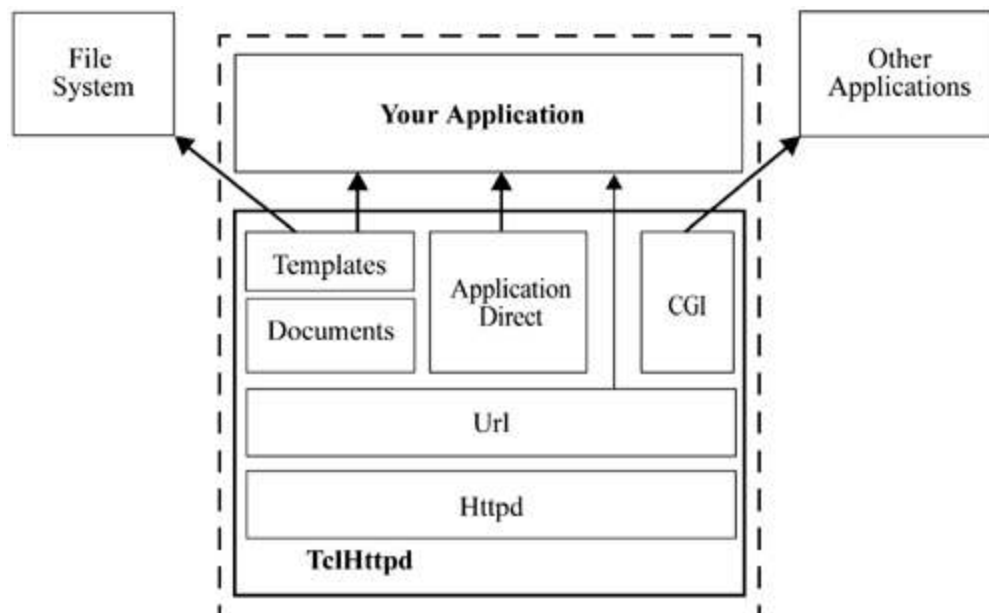 File
System
Your Application
Other
Applications
Templates
Documents
Application
Direct
CGI
Url
Httpd
TclHttpd